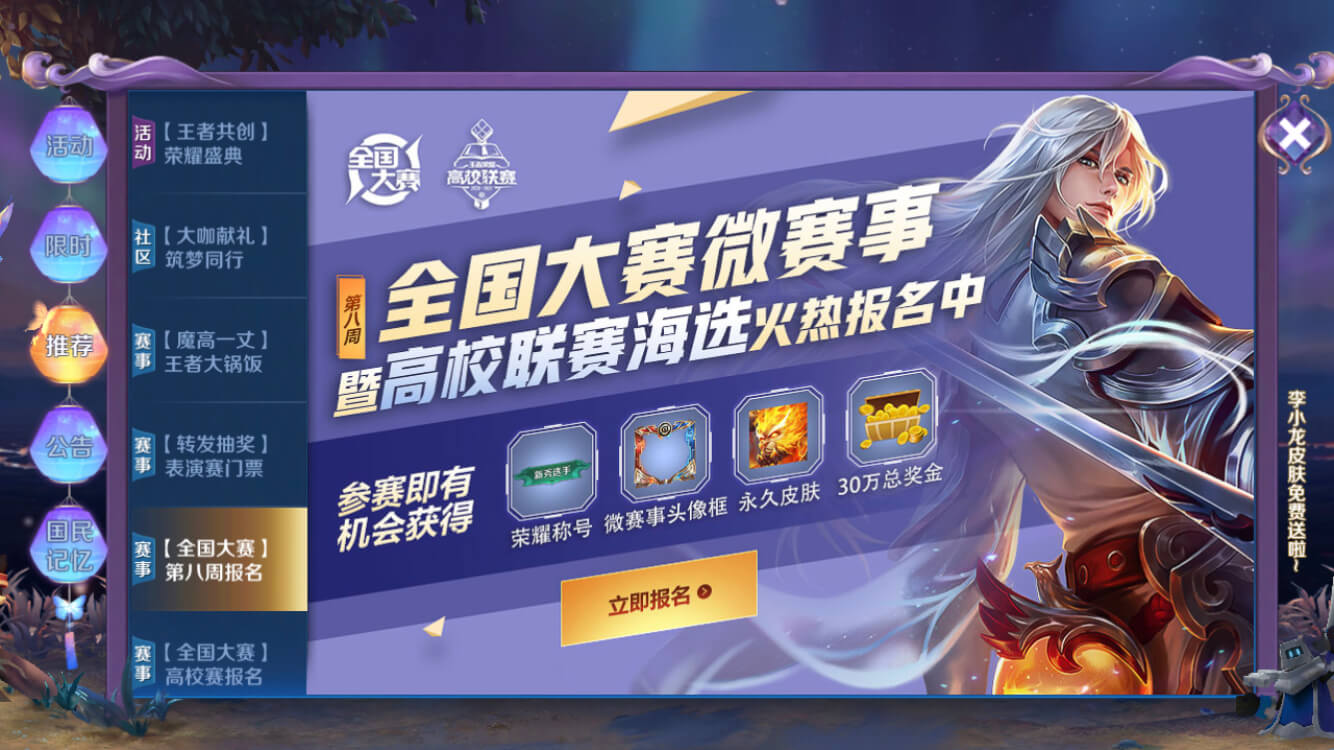 活动
限时
推荐
公告
国民
记忆
活动
【 王者共创 】
荣耀盛典
社区
【 大咖献礼 】
筑梦同行
赛事
【 魔高一丈 】
王者大锅饭
赛事
【 转发抽奖 】
表演赛门票
赛事
【 全国大赛 】
第八周报名
赛事
【 全国大赛 】
高校赛报名
全国
大赛
王者荣耀
高校联赛
第八周
全国大赛微赛事
暨高校联赛海选火热报名中
参赛即有
机会获得
新秀选手
荣耀称号
微赛事头像框
永久皮肤
30万总奖金
立即报名
李小龙皮肤免费送啦~